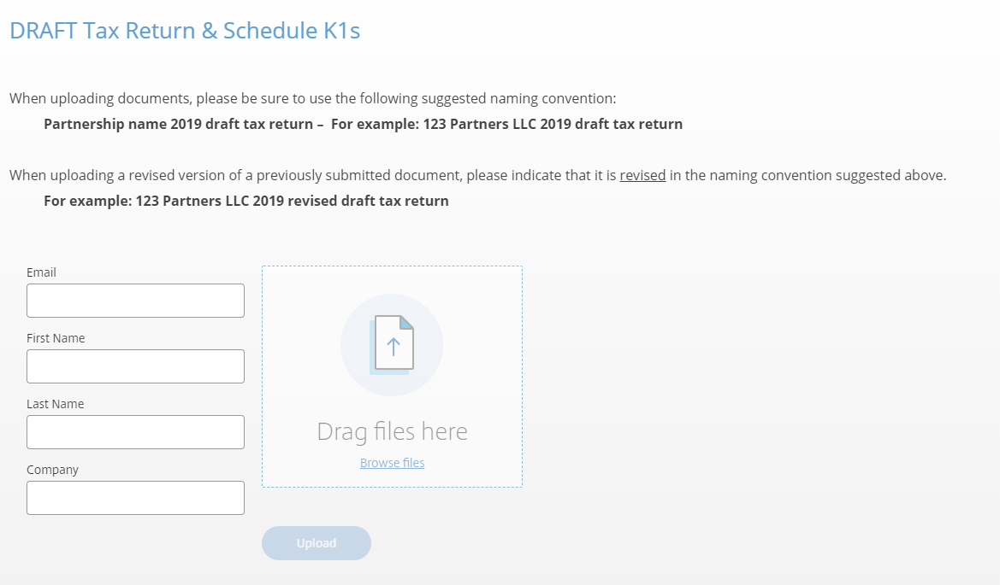 DRAFT Tax Return & Schedule K1s
When uploading documents, please be sure to use the following suggested naming convention:
Partnership name 2019 draft tax return – For example: 123 Partners LLC 2019 draft tax return
When uploading a revised version of a previously submitted document, please indicate that it is revised in the naming convention suggested above.
For example: 123 Partners LLC 2019 revised draft tax return
Email
First Name
Last Name
Company
Drag files here
Browse files
Upload